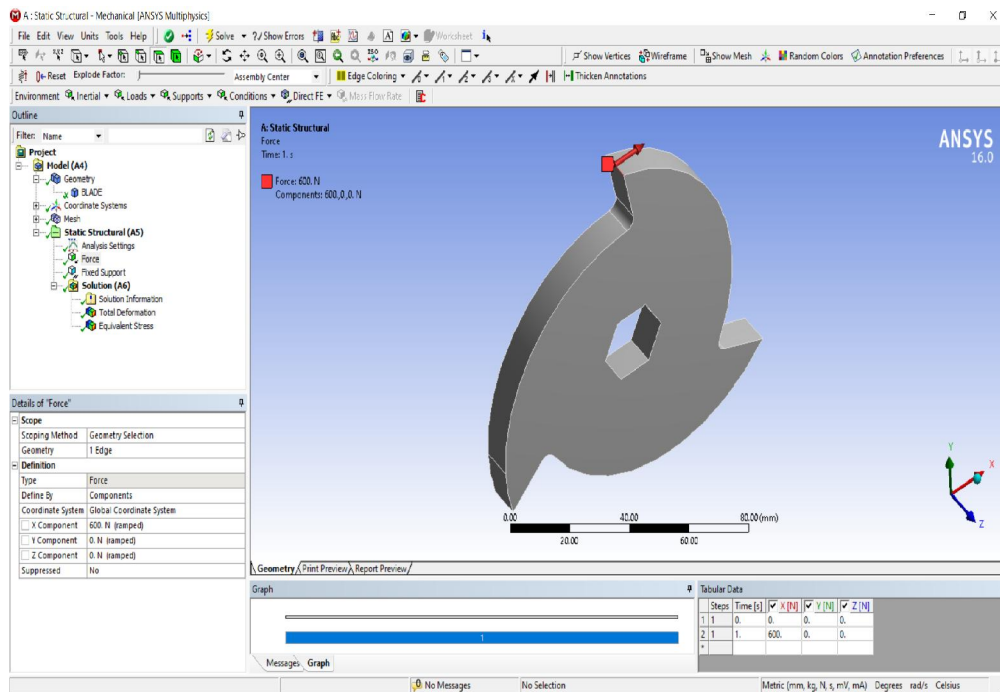 A : Static Structural - Mechanical [ANSYS Multiphysics]
File Edit View Units Tools Help Solve ?/ Show Errors Worksheet
Show Vertices Wireframe Show Mesh Random Colors Annotation Preferences
Reset Explode Factor: Assembly Center Edge Coloring Thicken Annotations
Environment Inertial Loads Supports Conditions Direct FE Mass Flow Rate
Outline
Filter: Name
Project
Model (A4)
Geometry
BLADE
Coordinate Systems
Mesh
Static Structural (A5)
Analysis Settings
Force
Fixed Support
Solution (A6)
Solution Information
Total Deformation
Equivalent Stress
Details of "Force"
Scope
Scoping Method Geometry Selection
Geometry 1 Edge
Definition
Type Force
Define By Components
Coordinate System Global Coordinate System
X Component 600. N (ramped)
Y Component 0. N (ramped)
Z Component 0. N (ramped)
Suppressed No
A: Static Structural
Force
Time: 1. s
Force: 600. N
Components: 600.,0.,0. N
ANSYS
16.0
Y
X
Z
0.00 40.00 80.00 (mm)
20.00 60.00
Geometry Print Preview Report Preview
Graph
1
Messages Graph
Tabular Data
Steps Time [s] X [N] Y [N] Z [N]
1 1 0. 0. 0. 0.
2 1 1. 600. 0. 0.
*
0 No Messages No Selection Metric (mm, kg, N, s, mV, mA) Degrees rad/s Celsius